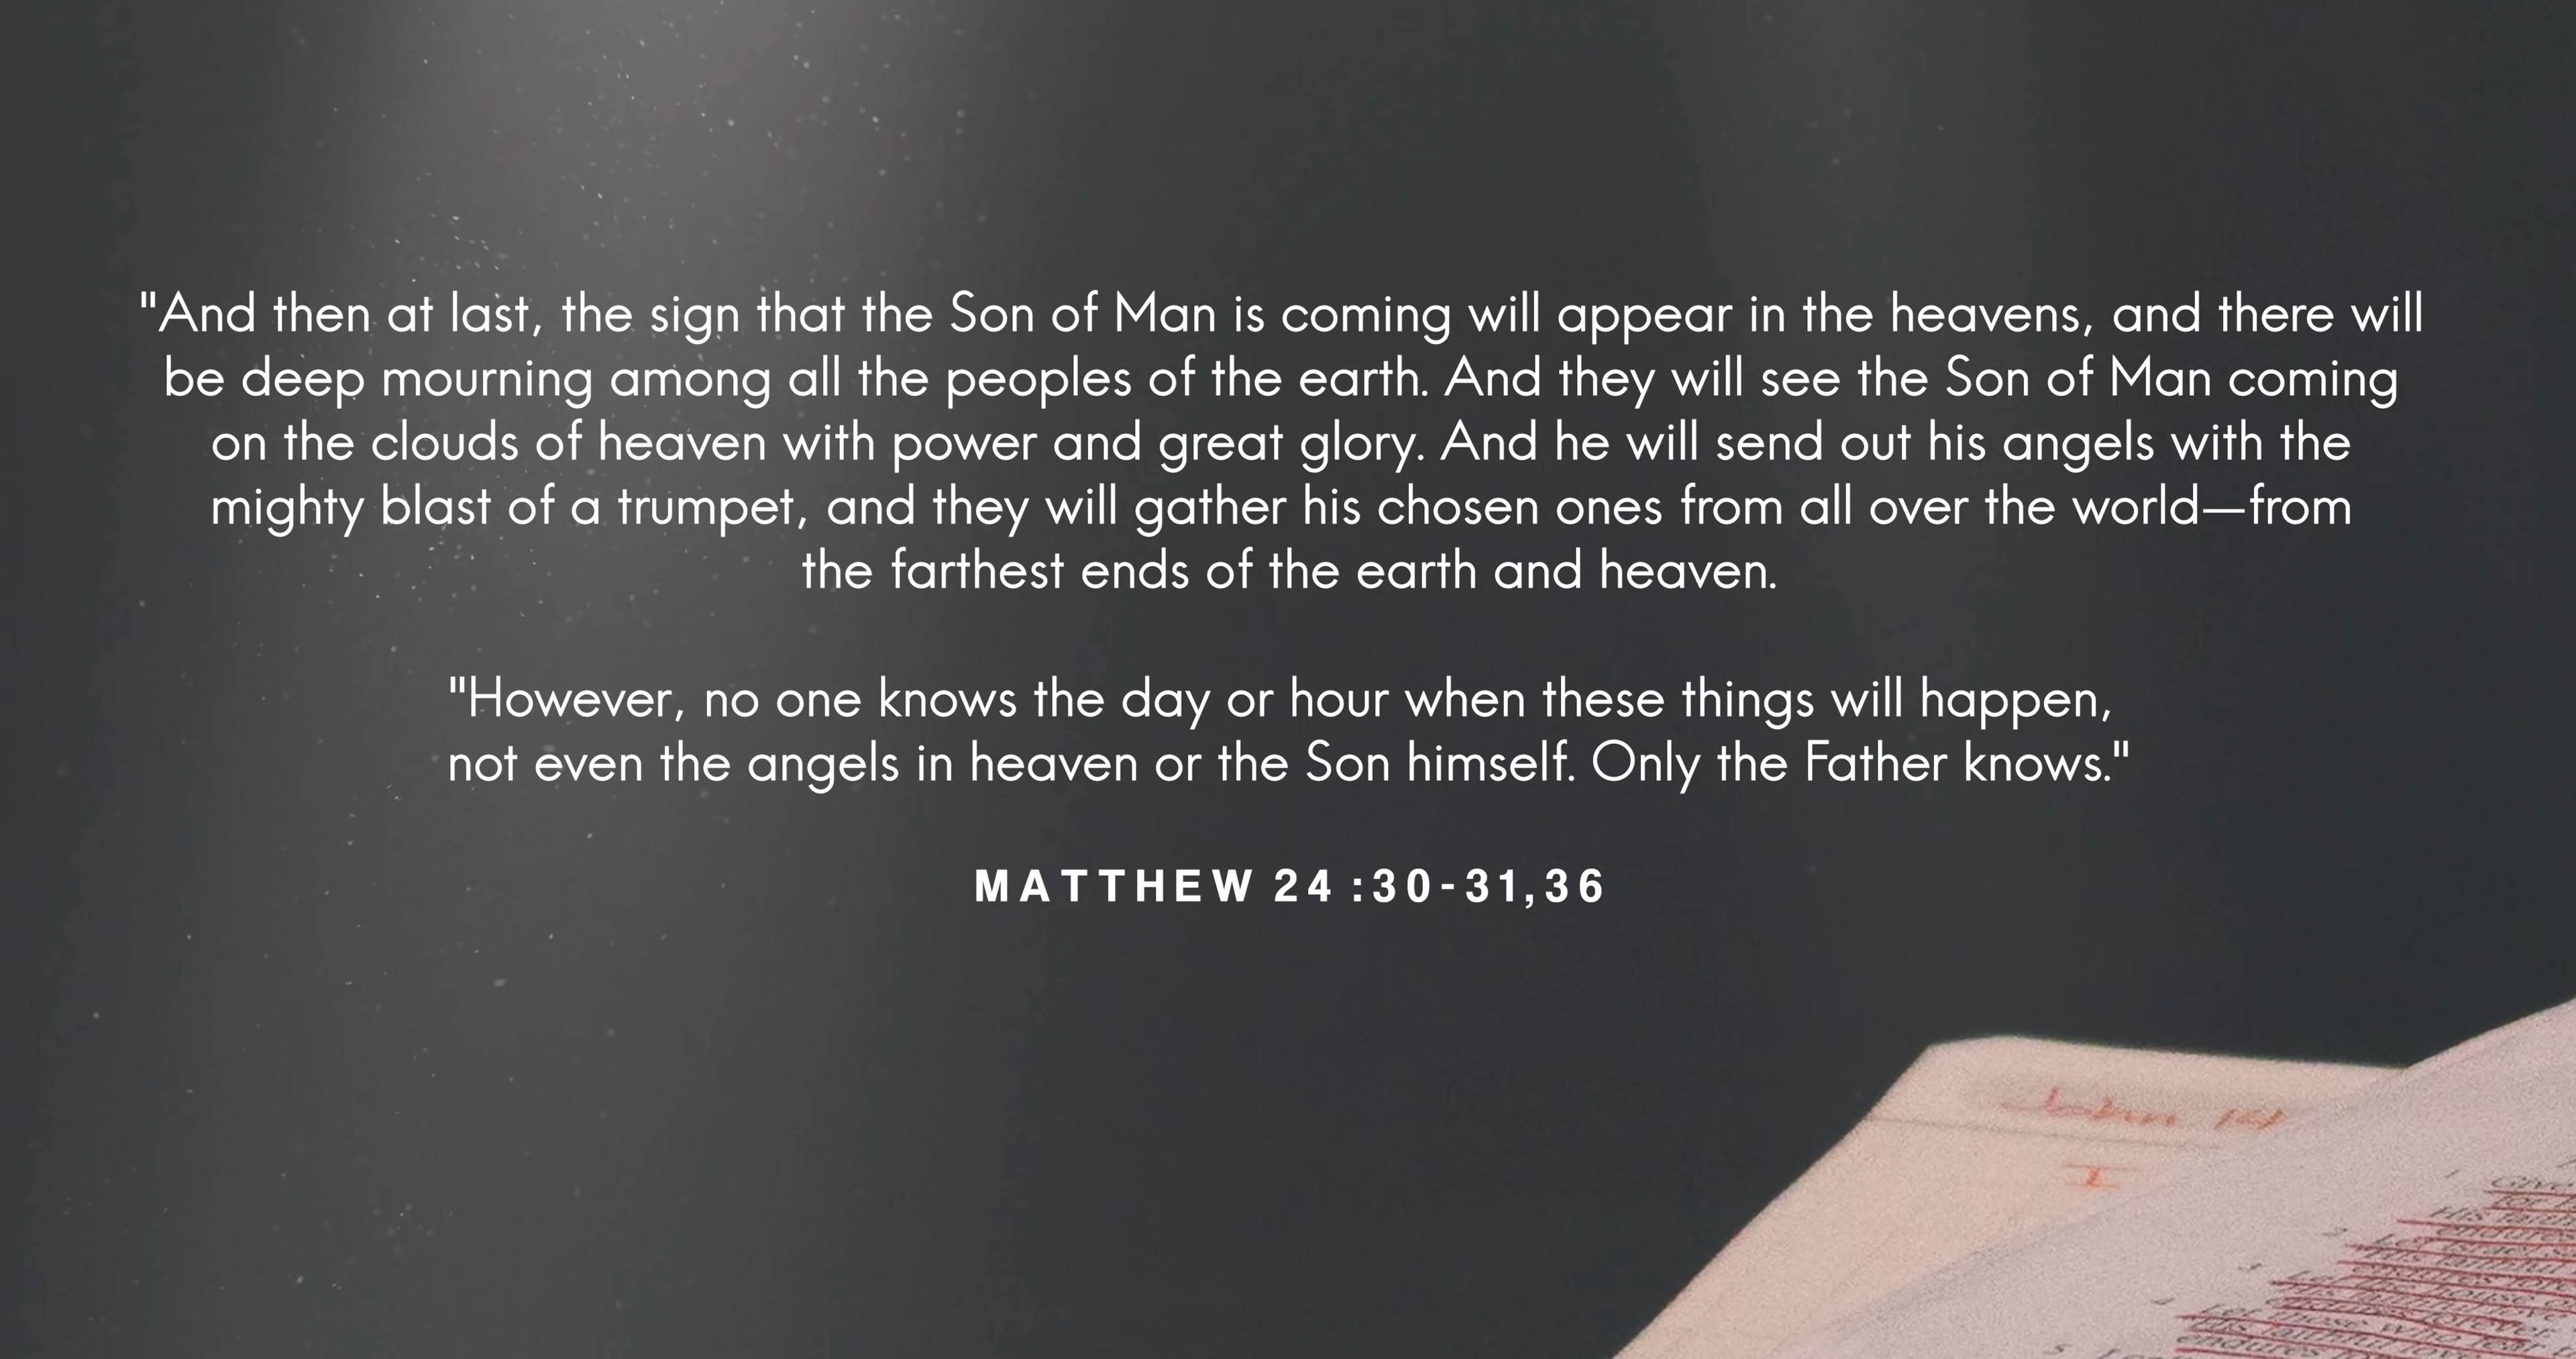 "And then at last, the sign that the Son of Man is coming will appear in the heavens, and there will
be deep mourning among all the peoples of the earth. And they will see the Son of Man coming
on the clouds of heaven with power and great glory. And he will send out his angels with the
mighty blast of a trumpet, and they will gather his chosen ones from all over the world—from
the farthest ends of the earth and heaven.
"However, no one knows the day or hour when these things will happen,
not even the angels in heaven or the Son himself. Only the Father knows."
MATTHEW 24 :30-31,36